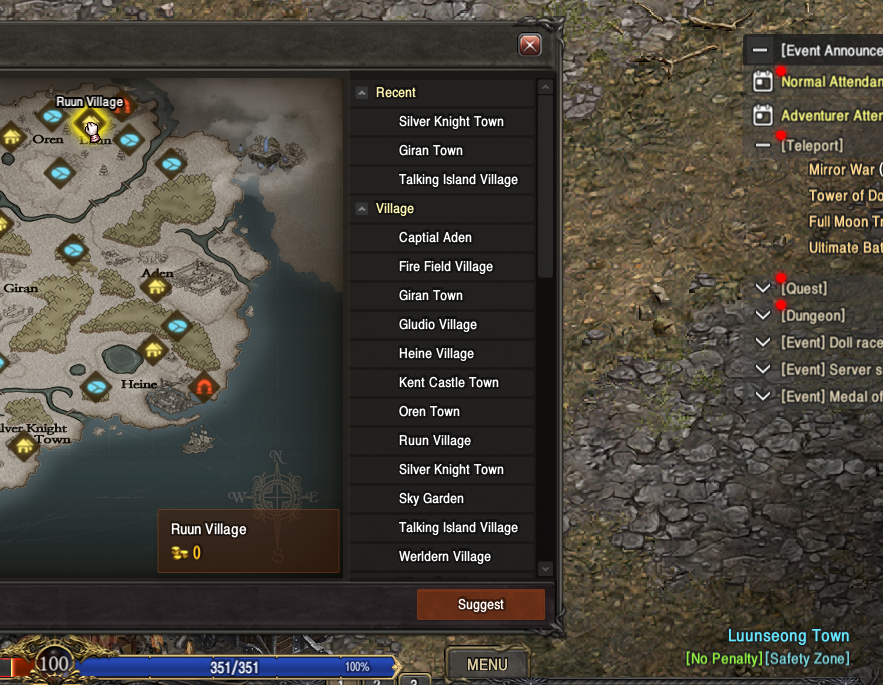 Ruun Village
Oren
Giran
Aden
Heine
lver Knight
Town
N
W
E
S
Ruun Village
0
Recent
Silver Knight Town
Giran Town
Talking Island Village
Village
Captial Aden
Fire Field Village
Giran Town
Gludio Village
Heine Village
Kent Castle Town
Oren Town
Ruun Village
Silver Knight Town
Sky Garden
Talking Island Village
Werldern Village
Suggest
[Event Announce
Normal Attendan
Adventurer Atter
[Teleport]
Mirror War (
Tower of Do
Full Moon Tr
Ultimate Bat
[Quest]
[Dungeon]
[Event] Doll race
[Event] Server s
[Event] Medal of
Luunseong Town
[No Penalty][Safety Zone]
100
351/351
100%
MENU